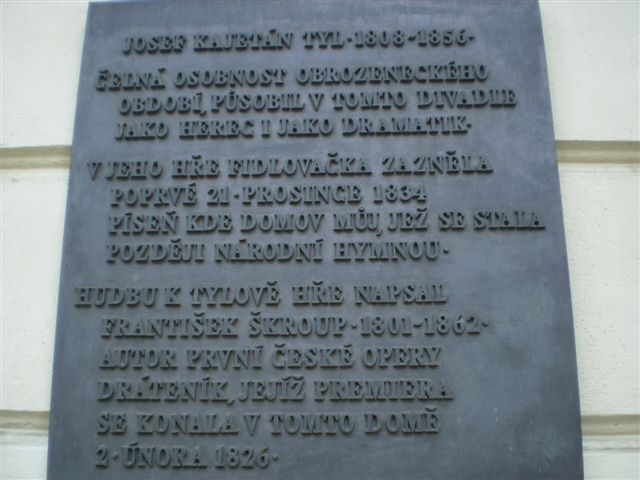 JOSEF KAJETÁN TYL·1808-1856·
ČELNÁ OSOBNOST OBROZENECKÉHO
OBDOBÍ, PŮSOBIL V TOMTO DIVADLE
JAKO HEREC I JAKO DRAMATIK·
V JEHO HŘE FIDLOVAČKA ZAZNĚLA
POPRVÉ 21·PROSINCE 1834
PÍSEŇ KDE DOMOV MŮJ, JEŽ SE STALA
POZDĚJI NÁRODNÍ HYMNOU·
HUDBU K TYLOVĚ HŘE NAPSAL
FRANTIŠEK ŠKROUP·1801-1862·
AUTOR PRVNÍ ČESKÉ OPERY
DRÁTENÍK, JEJÍŽ PREMIERA
SE KONALA V TOMTO DOMĚ
2·ÚNORA 1826·